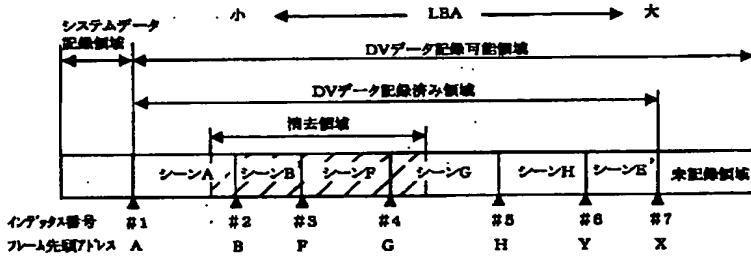 小 LBA 大
システムデータ
記録領域
DVデータ記録可能領域
DVデータ記録済み領域
消去領域
シーンA シーンB' シーンF シーンG シーンH シーンE' 未記録領域
インデックス番号 #1 #2 #3 #4 #5 #6 #7
フレーム先頭アドレス A B F G H Y X